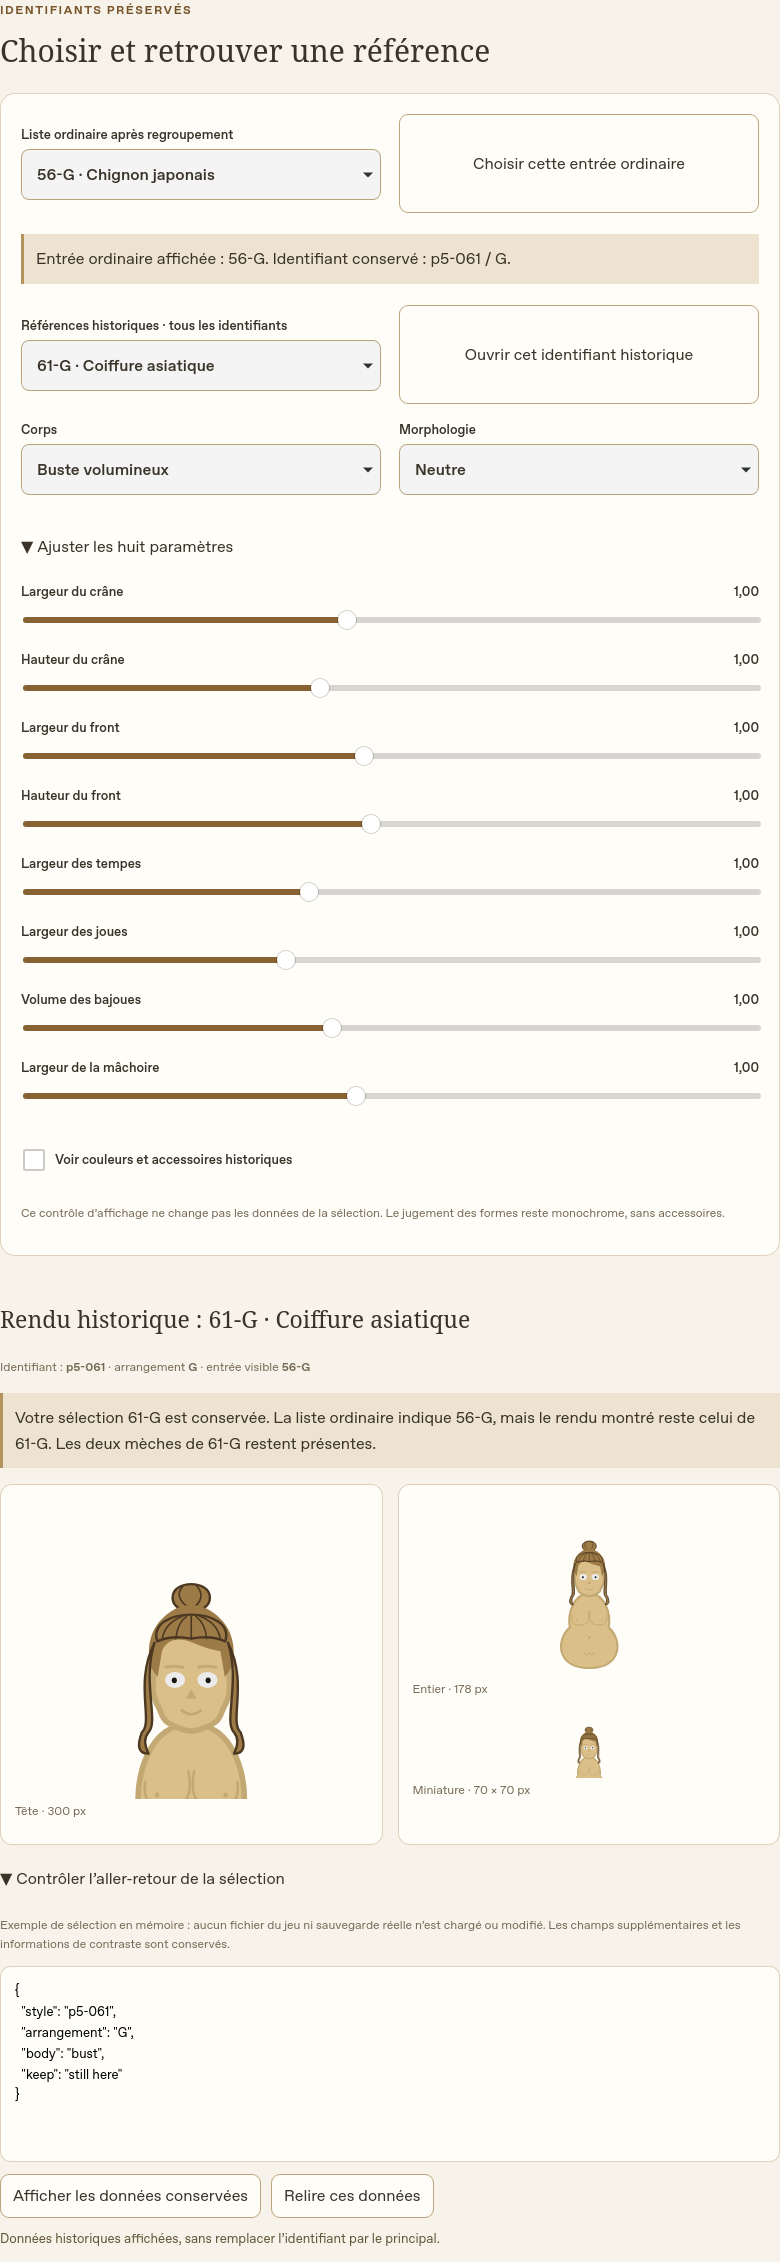 IDENTIFIANTS PRÉSERVÉS
Choisir et retrouver une référence
Liste ordinaire après regroupement
56-G · Chignon japonais
Choisir cette entrée ordinaire
Entrée ordinaire affichée : 56-G. Identifiant conservé : p5-061 / G.
Références historiques · tous les identifiants
61-G · Coiffure asiatique
Ouvrir cet identifiant historique
Corps
Buste volumineux
Morphologie
Neutre
▼ Ajuster les huit paramètres
Largeur du crâne 1,00
Hauteur du crâne 1,00
Largeur du front 1,00
Hauteur du front 1,00
Largeur des tempes 1,00
Largeur des joues 1,00
Volume des bajoues 1,00
Largeur de la mâchoire 1,00
Voir couleurs et accessoires historiques
Ce contrôle d’affichage ne change pas les données de la sélection. Le jugement des formes reste monochrome, sans accessoires.
Rendu historique : 61-G · Coiffure asiatique
Identifiant : p5-061 · arrangement G · entrée visible 56-G
Votre sélection 61-G est conservée. La liste ordinaire indique 56-G, mais le rendu montré reste celui de
61-G. Les deux mèches de 61-G restent présentes.
Tête · 300 px
Entier · 178 px
Miniature · 70 × 70 px
▼ Contrôler l’aller-retour de la sélection
Exemple de sélection en mémoire : aucun fichier du jeu ni sauvegarde réelle n’est chargé ou modifié. Les champs supplémentaires et les
informations de contraste sont conservés.
{
"style": "p5-061",
"arrangement": "G",
"body": "bust",
"keep": "still here"
}
Afficher les données conservées
Relire ces données
Données historiques affichées, sans remplacer l’identifiant par le principal.